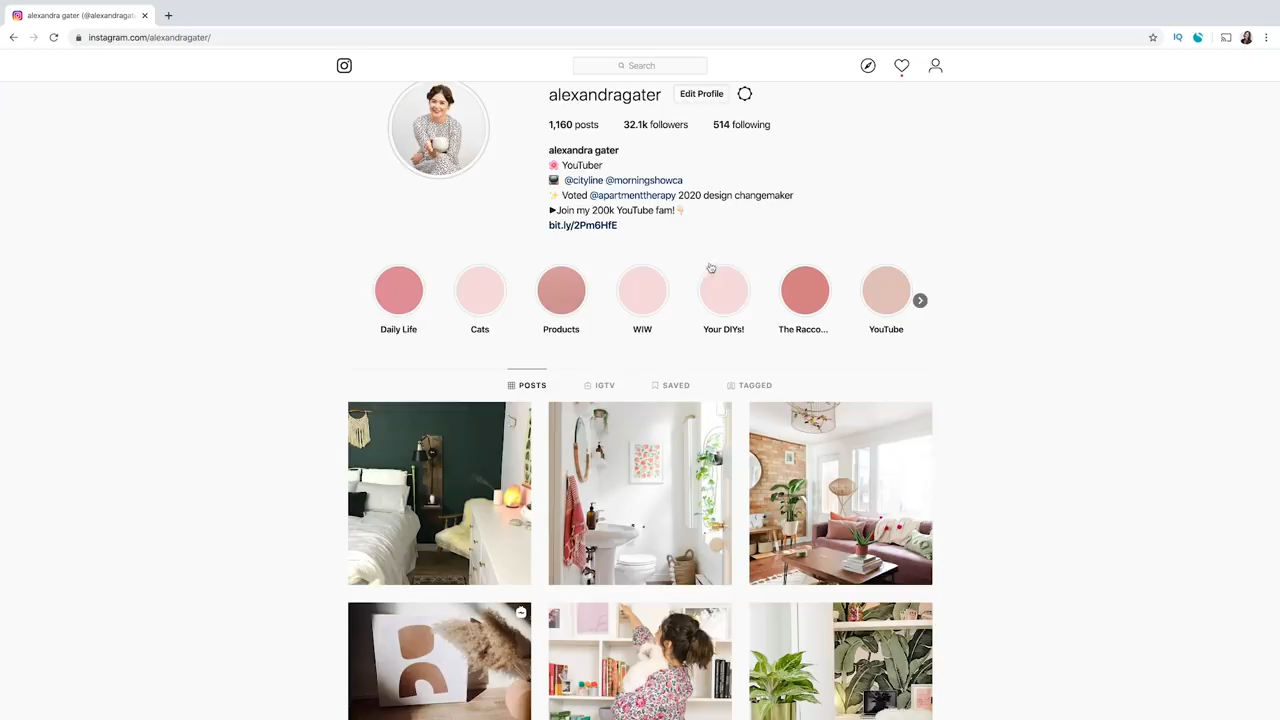 alexandra gater (@alexandragate
instagram.com/alexandragater/
IQ
Search
alexandragater Edit Profile
1,160 posts 32.1k followers 514 following
alexandra gater
🌸 YouTuber
@cityline @morningshowca
✨ Voted @apartmenttherapy 2020 design changemaker
▶Join my 200k YouTube fam!
bit.ly/2Pm6HfE
Daily Life Cats Products WIW Your DIYs! The Racco... YouTube
POSTS IGTV SAVED TAGGED